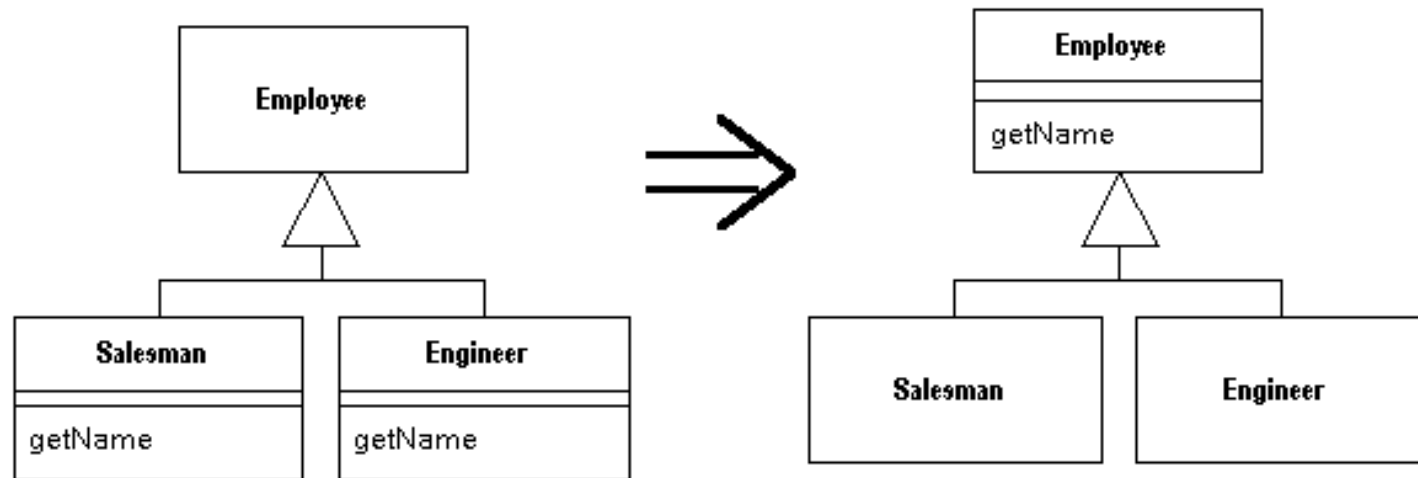 Employee
Salesman
Engineer
getName
getName
Employee
getName
Salesman
Engineer